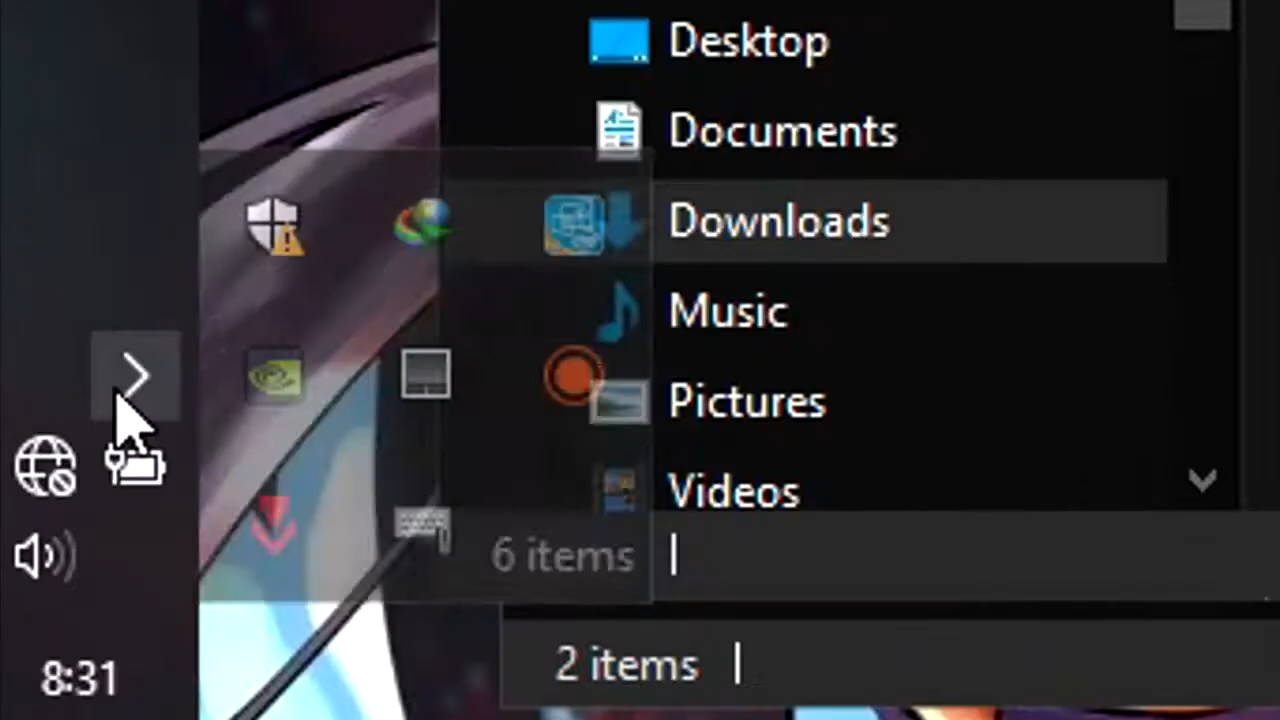 Desktop
Documents
Downloads
Music
Pictures
Videos
6 items
2 items
8:31